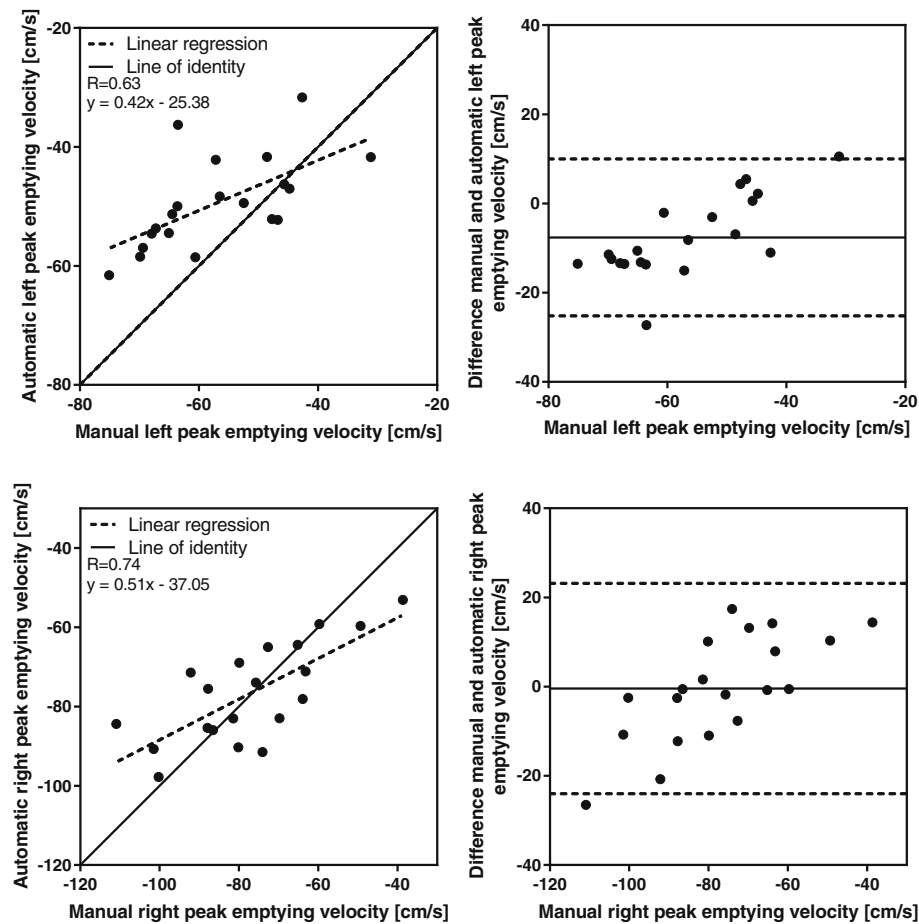 Automatic left peak emptying velocity [cm/s]
-20
-40
-60
-80
Linear regression
Line of identity
R=0.63
y = 0.42x - 25.38
-80 -60 -40 -20
Manual left peak emptying velocity [cm/s]
Difference manual and automatic left peak
emptying velocity [cm/s]
40
20
0
-20
-40
-80 -60 -40 -20
Manual left peak emptying velocity [cm/s]
Automatic right peak emptying velocity [cm/s]
-40
-60
-80
-100
-120
Linear regression
Line of identity
R=0.74
y = 0.51x - 37.05
-120 -100 -80 -60 -40
Manual right peak emptying velocity [cm/s]
Difference manual and automatic right peak
emptying velocity [cm/s]
40
20
0
-20
-40
-120 -100 -80 -60 -40
Manual right peak emptying velocity [cm/s]